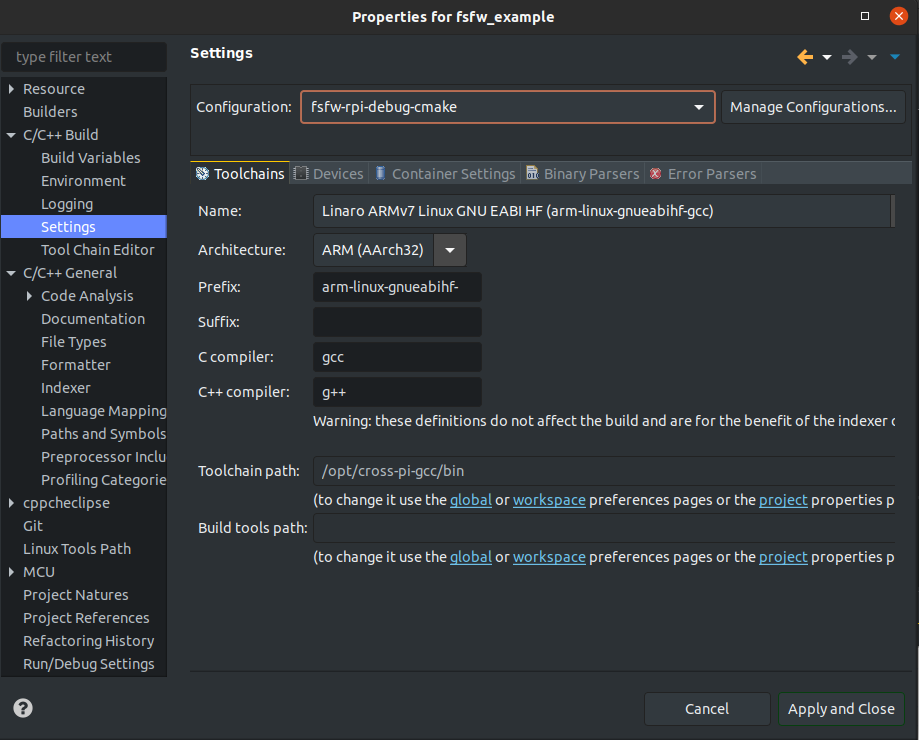 Properties for fsfw_example
type filter text
Resource
Builders
C/C++ Build
Build Variables
Environment
Logging
Settings
Tool Chain Editor
C/C++ General
Code Analysis
Documentation
File Types
Formatter
Indexer
Language Mapping
Paths and Symbols
Preprocessor Inclu
Profiling Categorie
cppcheclipse
Git
Linux Tools Path
MCU
Project Natures
Project References
Refactoring History
Run/Debug Settings
Settings
Configuration: fsfw-rpi-debug-cmake Manage Configurations...
Toolchains Devices Container Settings Binary Parsers Error Parsers
Name: Linaro ARMv7 Linux GNU EABI HF (arm-linux-gnueabihf-gcc)
Architecture: ARM (AArch32)
Prefix: arm-linux-gnueabihf-
Suffix:
C compiler: gcc
C++ compiler: g++
Warning: these definitions do not affect the build and are for the benefit of the indexer
Toolchain path: /opt/cross-pi-gcc/bin
(to change it use the global or workspace preferences pages or the project properties p
Build tools path:
(to change it use the global or workspace preferences pages or the project properties p
Cancel Apply and Close